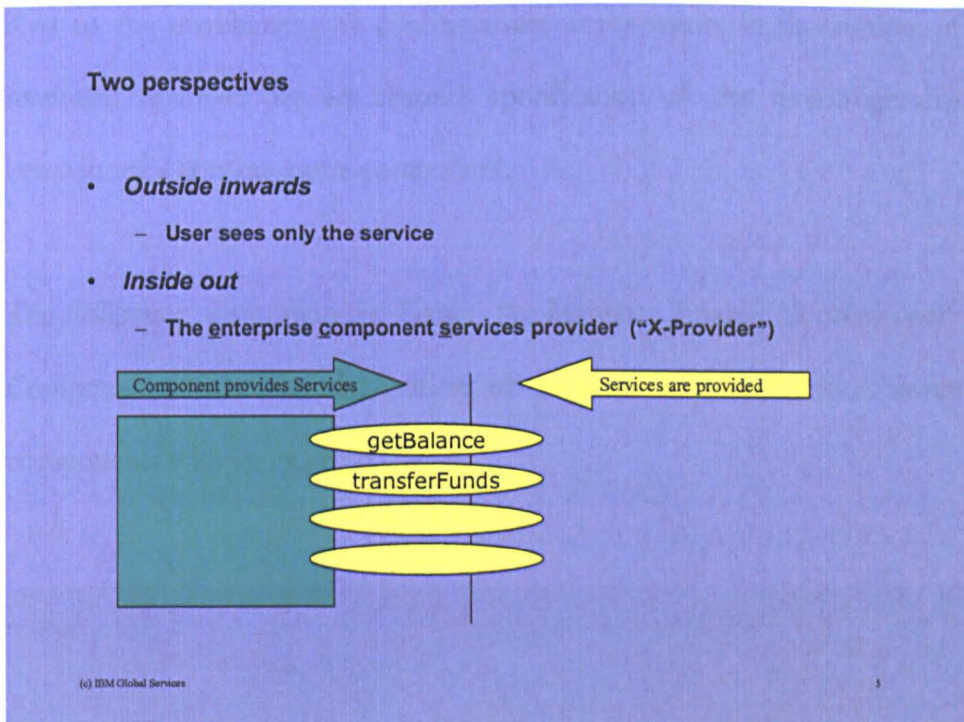 Two perspectives
• Outside inwards
– User sees only the service
• Inside out
– The enterprise component services provider ("X-Provider")
Component provides Services
Services are provided
getBalance
transferFunds
(c) IBM Global Services
5